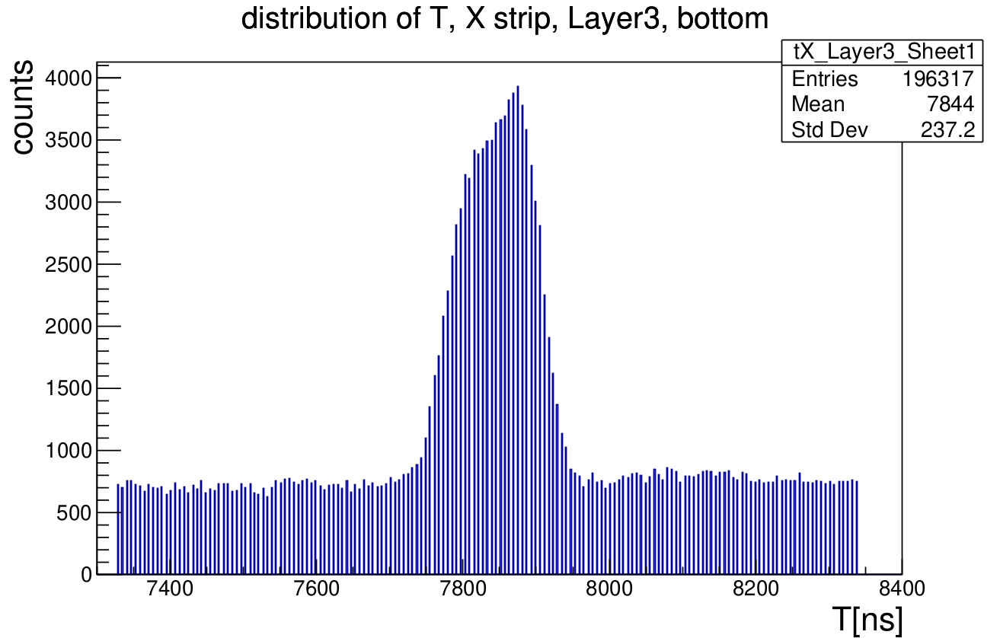 distribution of T, X strip, Layer3, bottom
tX_Layer3_Sheet1
Entries 196317
Mean 7844
Std Dev 237.2
counts
4000
3500
3000
2500
2000
1500
1000
500
0
7400 7600 7800 8000 8200 8400
T[ns]